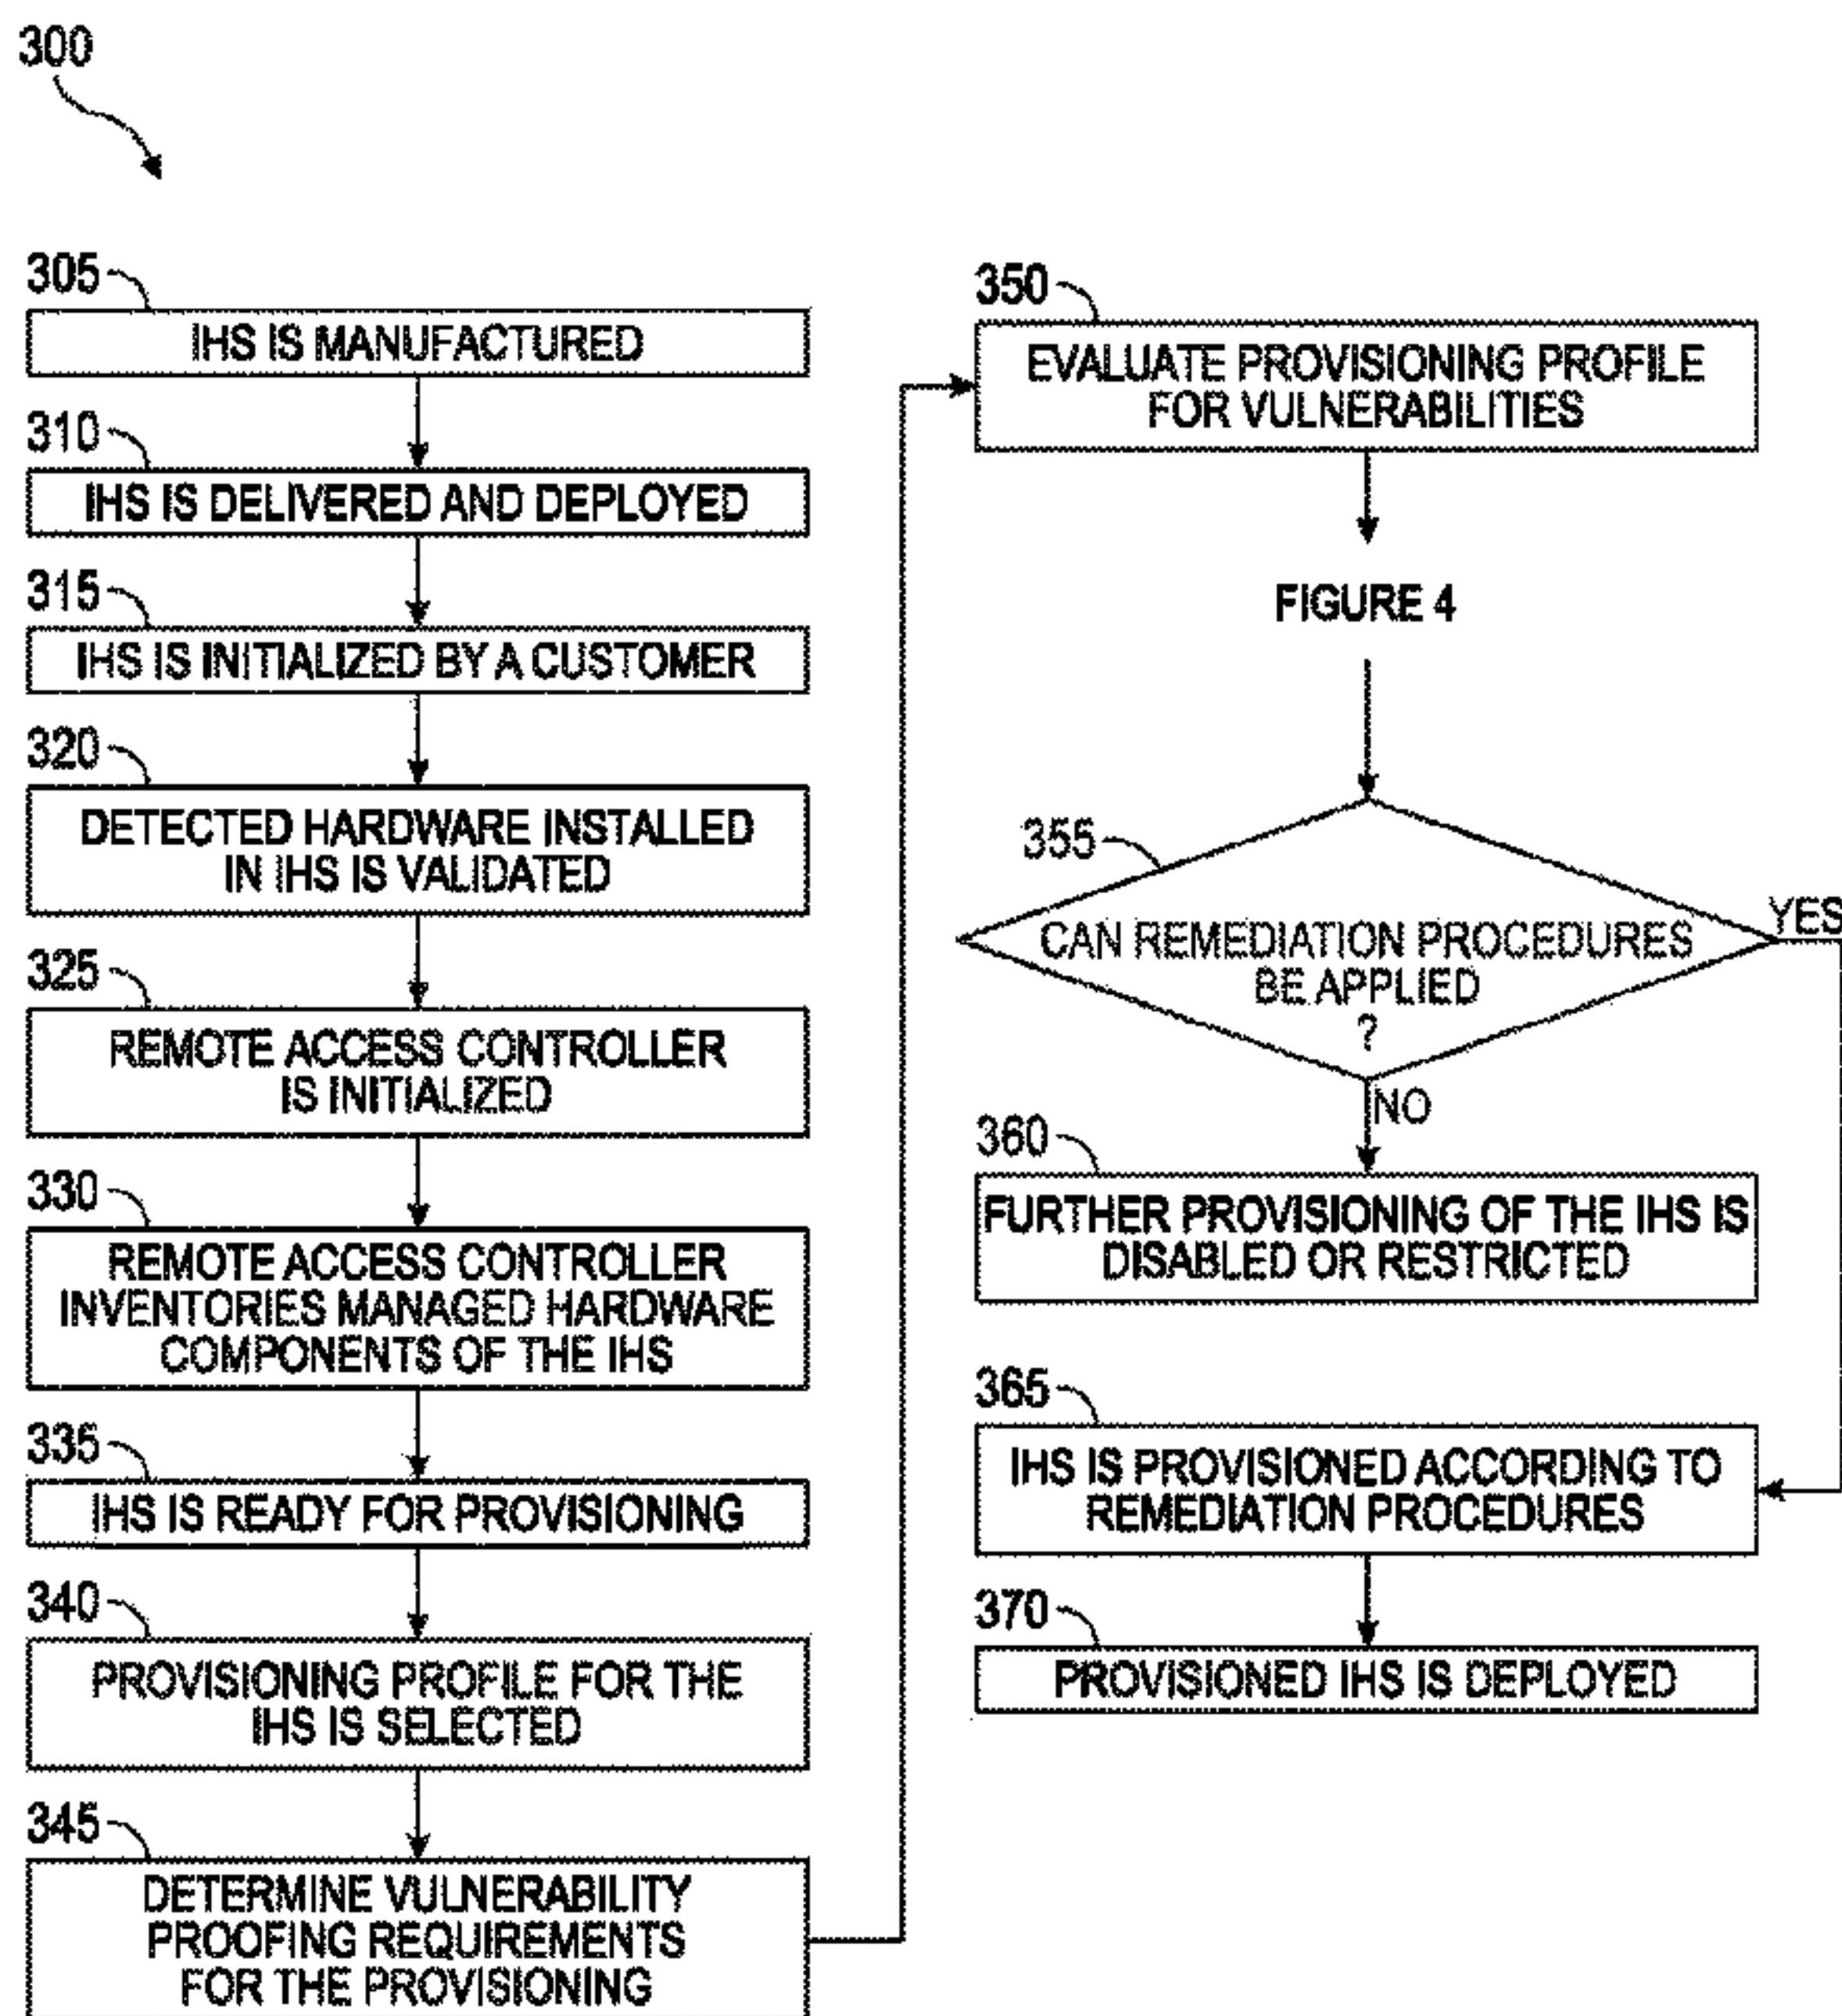 300
305
IHS IS MANUFACTURED
310
IHS IS DELIVERED AND DEPLOYED
315
IHS IS INITIALIZED BY A CUSTOMER
320
DETECTED HARDWARE INSTALLED
IN IHS IS VALIDATED
325
REMOTE ACCESS CONTROLLER
IS INITIALIZED
330
REMOTE ACCESS CONTROLLER
INVENTORIES MANAGED HARDWARE
COMPONENTS OF THE IHS
335
IHS IS READY FOR PROVISIONING
340
PROVISIONING PROFILE FOR THE
IHS IS SELECTED
345
DETERMINE VULNERABILITY
PROOFING REQUIREMENTS
FOR THE PROVISIONING
350
EVALUATE PROVISIONING PROFILE
FOR VULNERABILITIES
FIGURE 4
355
CAN REMEDIATION PROCEDURES
BE APPLIED
?
YES
NO
360
FURTHER PROVISIONING OF THE IHS IS
DISABLED OR RESTRICTED
365
IHS IS PROVISIONED ACCORDING TO
REMEDIATION PROCEDURES
370
PROVISIONED IHS IS DEPLOYED